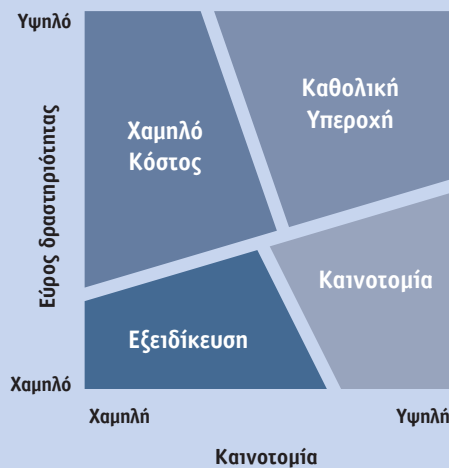 Υψηλό
Καθολική
Υπεροχή
Χαμηλό
Κόστος
Εύρος δραστηριότητας
Καινοτομία
Εξειδίκευση
Χαμηλό
Χαμηλή
Υψηλή
Καινοτομία